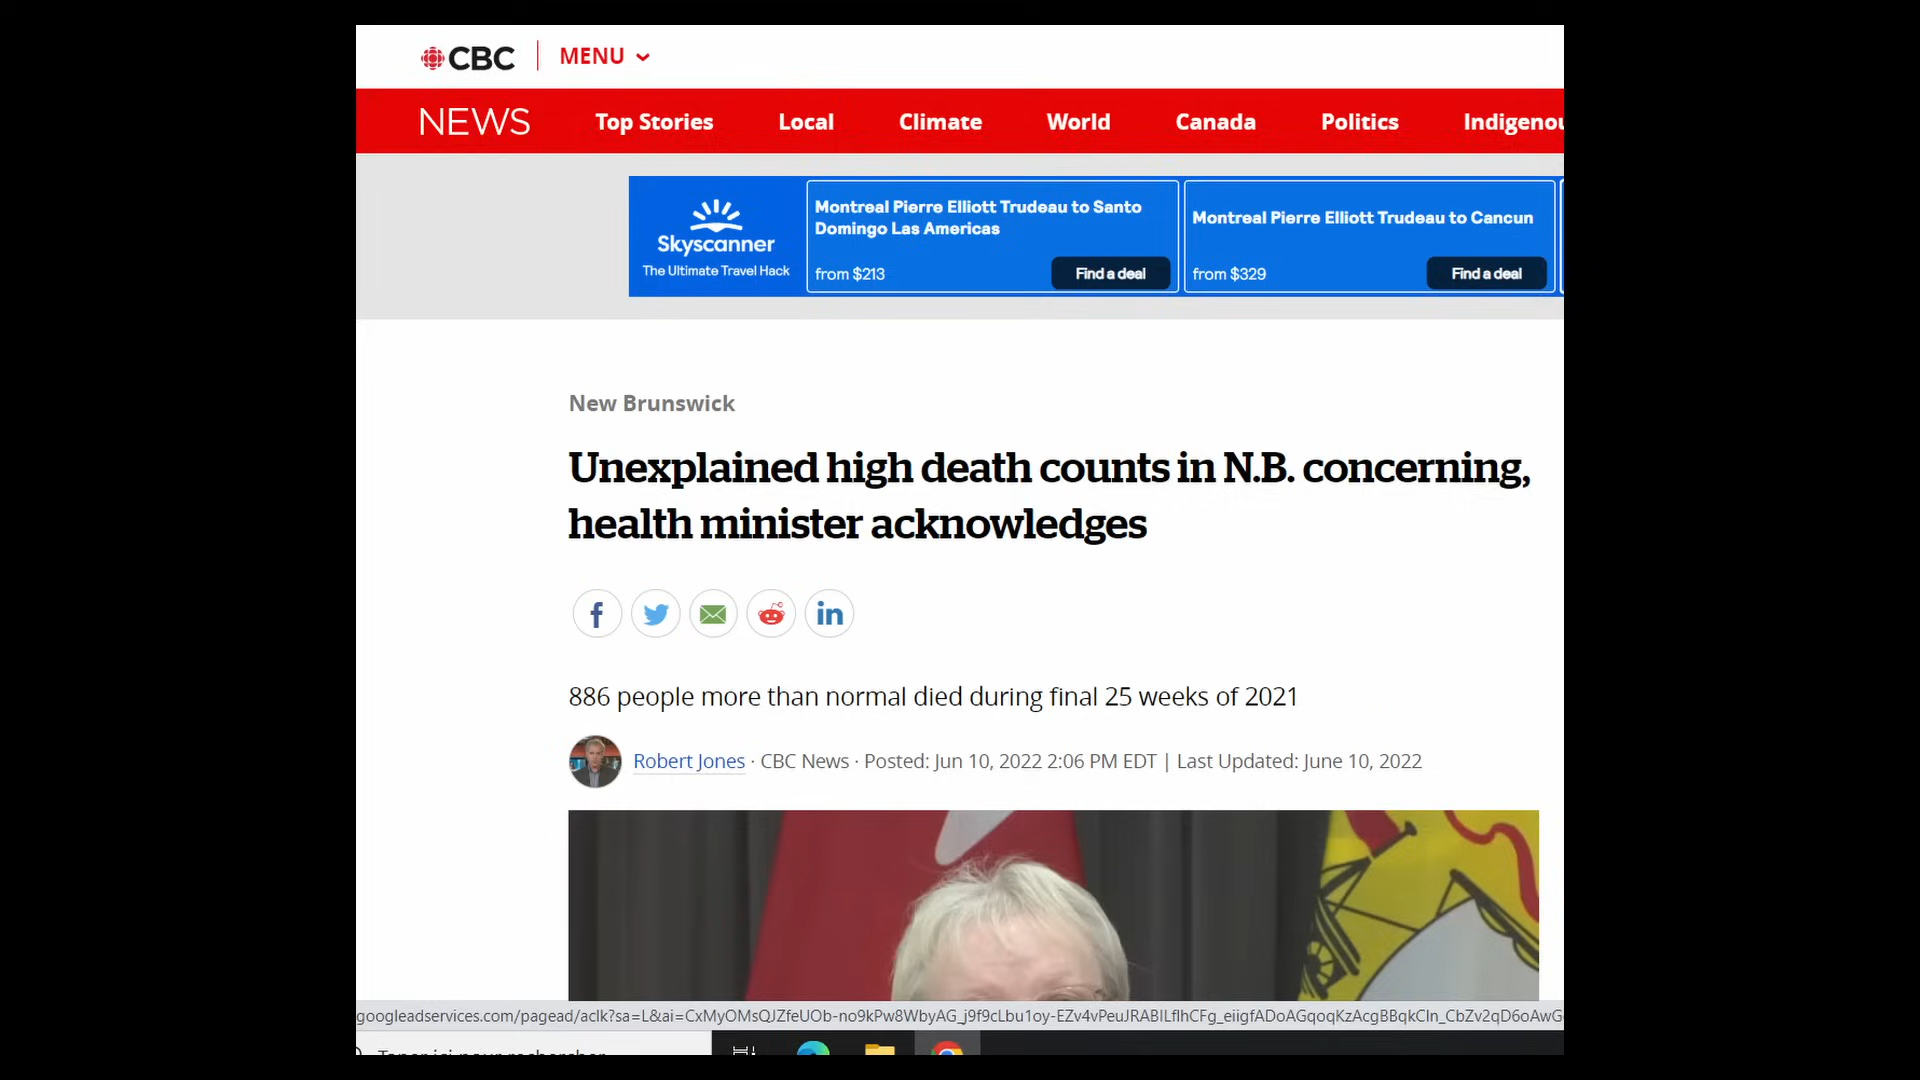 CBC MENU
NEWS Top Stories Local Climate World Canada Politics
Skyscanner
The Ultimate Travel Hack
Montreal Pierre Elliott Trudeau to Santo
Domingo Las Americas
from $213 Find a deal
Montreal Pierre Elliott Trudeau to Cancun
from $329 Find a deal
New Brunswick
Unexplained high death counts in N.B. concerning,
health minister acknowledges
886 people more than normal died during final 25 weeks of 2021
Robert Jones · CBC News · Posted: Jun 10, 2022 2:06 PM EDT | Last Updated: June 10, 2022